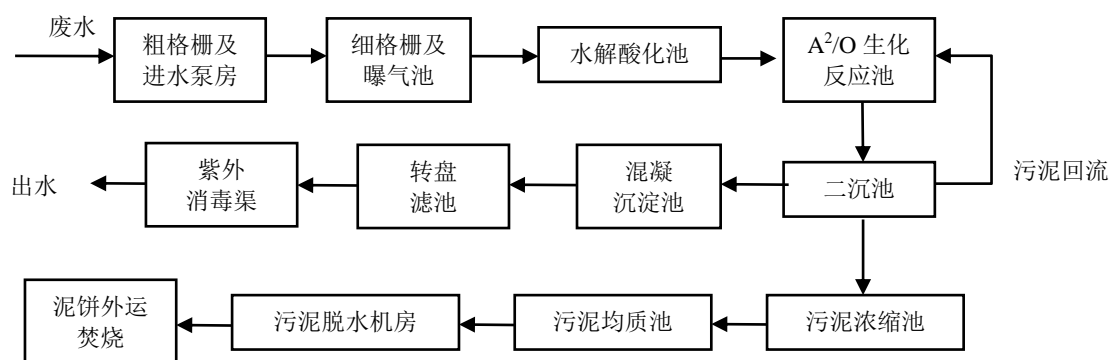 废水
粗格栅及
进水泵房
细格栅及
曝气池
水解酸化池
A²/O 生化
反应池
出水
紫外
消毒渠
转盘
滤池
混凝
沉淀池
二沉池
污泥回流
泥饼外运
焚烧
污泥脱水机房
污泥均质池
污泥浓缩池